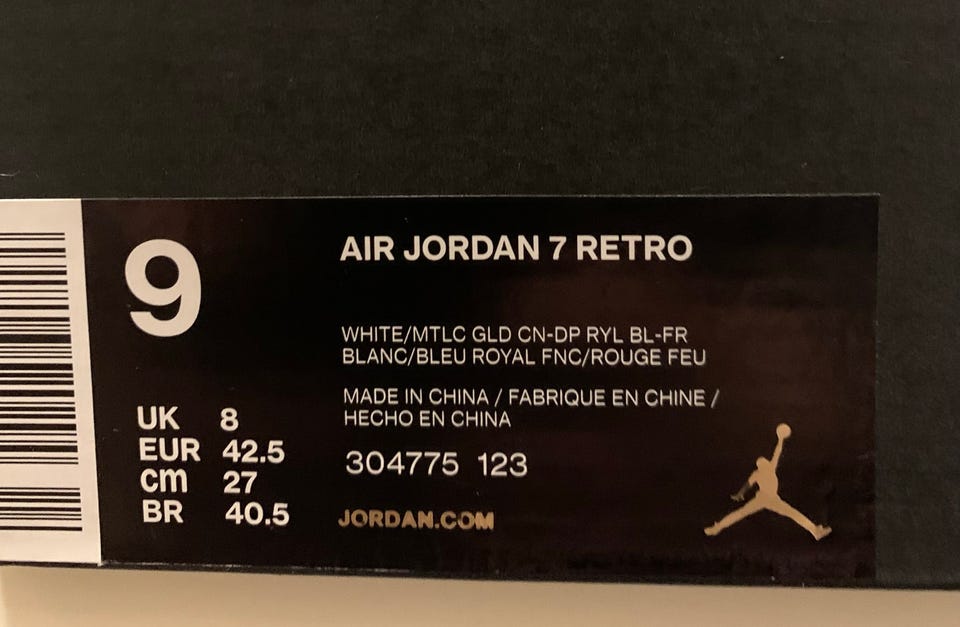 9
AIR JORDAN 7 RETRO
WHITE/MTLC GLD CN-DP RYL BL-FR
BLANC/BLEU ROYAL FNC/ROUGE FEU
MADE IN CHINA / FABRIQUE EN CHINE /
HECHO EN CHINA
UK 8
EUR 42.5
cm 27
BR 40.5
304775 123
JORDAN.COM